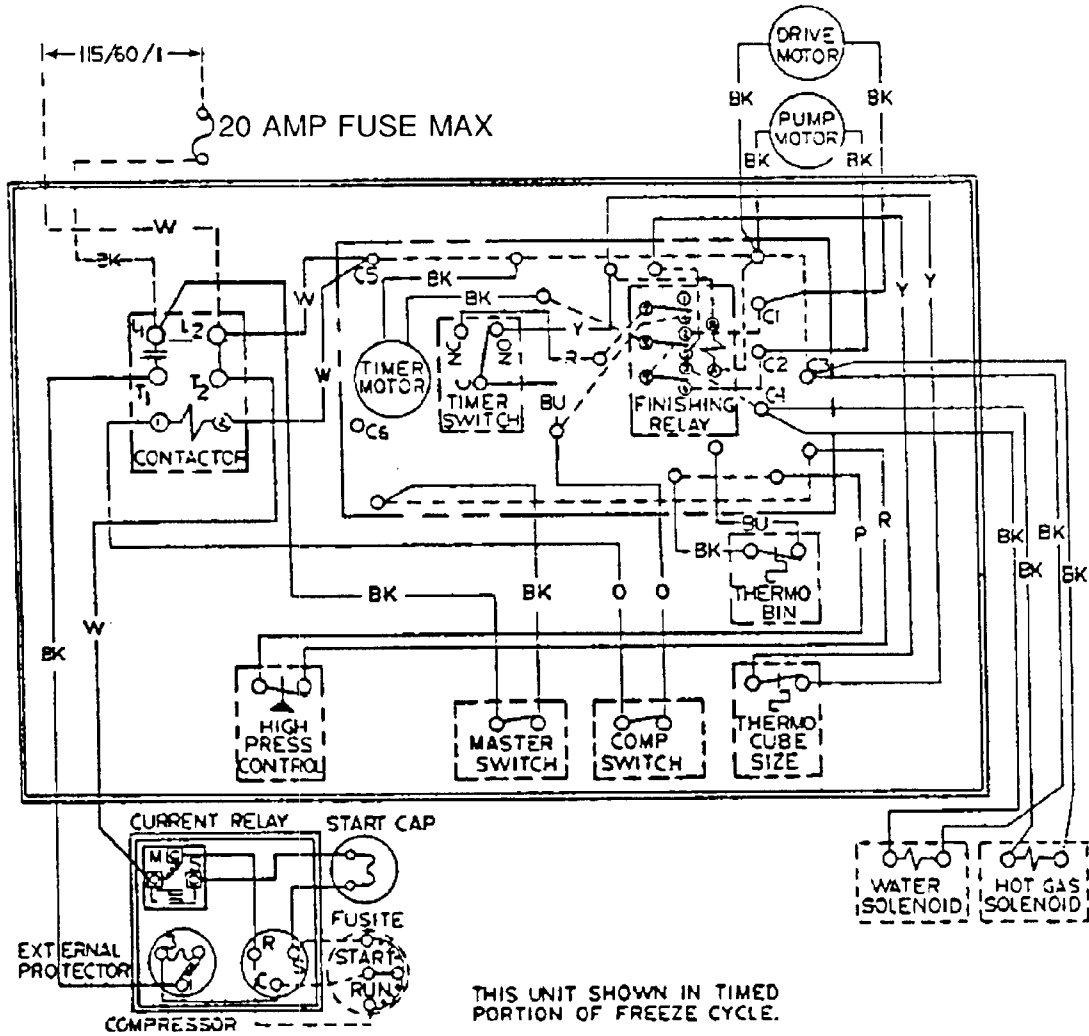 115/60/1
20 AMP FUSE MAX
DRIVE
MOTOR
BK
BK
PUMP
MOTOR
BK
BK
W
BK
C5
BK
BK
W
W
Y
R
BU
Y
Y
L1
L2
T1
T2
CONTACTOR
TIMER
MOTOR
C6
NC
NO
C
TIMER
SWITCH
FINISHING
RELAY
C1
C2
C3
C4
BU
BK
THERMO
BIN
P
R
BK
BK
BK
BK
BK
W
BK
BK
O
O
HIGH
PRESS
CONTROL
MASTER
SWITCH
COMP
SWITCH
THERMO
CUBE
SIZE
WATER
SOLENOID
HOT GAS
SOLENOID
CURRENT RELAY
START CAP
M
FUSITE
START
RUN
R
C
EXTERNAL
PROTECTOR
COMPRESSOR
THIS UNIT SHOWN IN TIMED
PORTION OF FREEZE CYCLE.